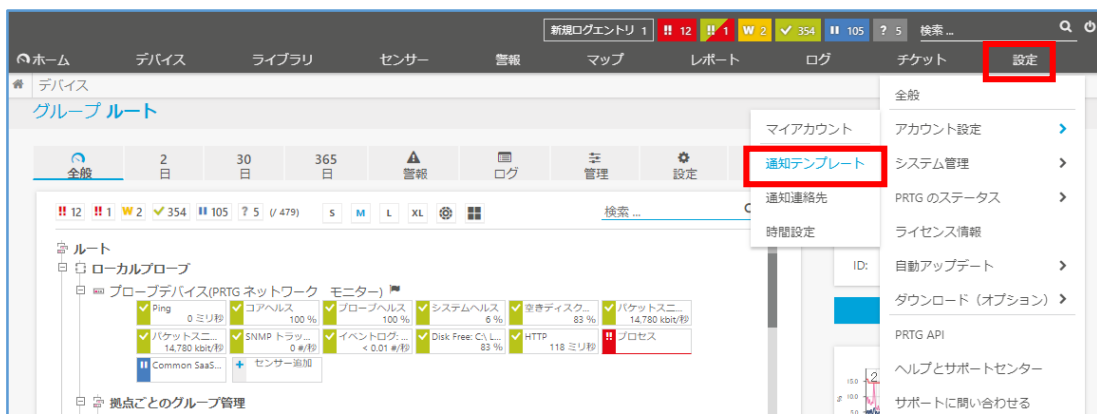 新規ログエントリ 1 !! 12 !! 1 W 2 354 II 105 ? 5 検索 ...
ホーム デバイス ライブラリ センサー 警報 マップ レポート ログ チケット 設定
デバイス
グループ ルート
全般
マイアカウント アカウント設定
全般 2日 30日 365日 警報 ログ 管理 設定
通知テンプレート システム管理
通知連絡先 PRTG のステータス
!! 12 !! 1 W 2 354 II 105 ? 5 (/ 479) S M L XL 検索 ...
時間設定 ライセンス情報
ルート
ローカルプローブ
ID: 自動アップデート
プローブデバイス(PRTG ネットワーク モニター)
ダウンロード（オプション）
Ping 0 ミリ秒 コアヘルス 100 % プローブヘルス 100 % システムヘルス 6 % 空きディスク... 83 % パケットスニ... 14,780 kbit/秒
パケットスニ... 14,780 kbit/秒 SNMP トラッ... 0 #/秒 イベントログ: ... < 0.01 #/秒 Disk Free: C:\ L... 83 % HTTP 118 ミリ秒 !! プロセス
PRTG API
II Common SaaS... + センサー追加
ヘルプとサポートセンター
拠点ごとのグループ管理
サポートに問い合わせる
150
100